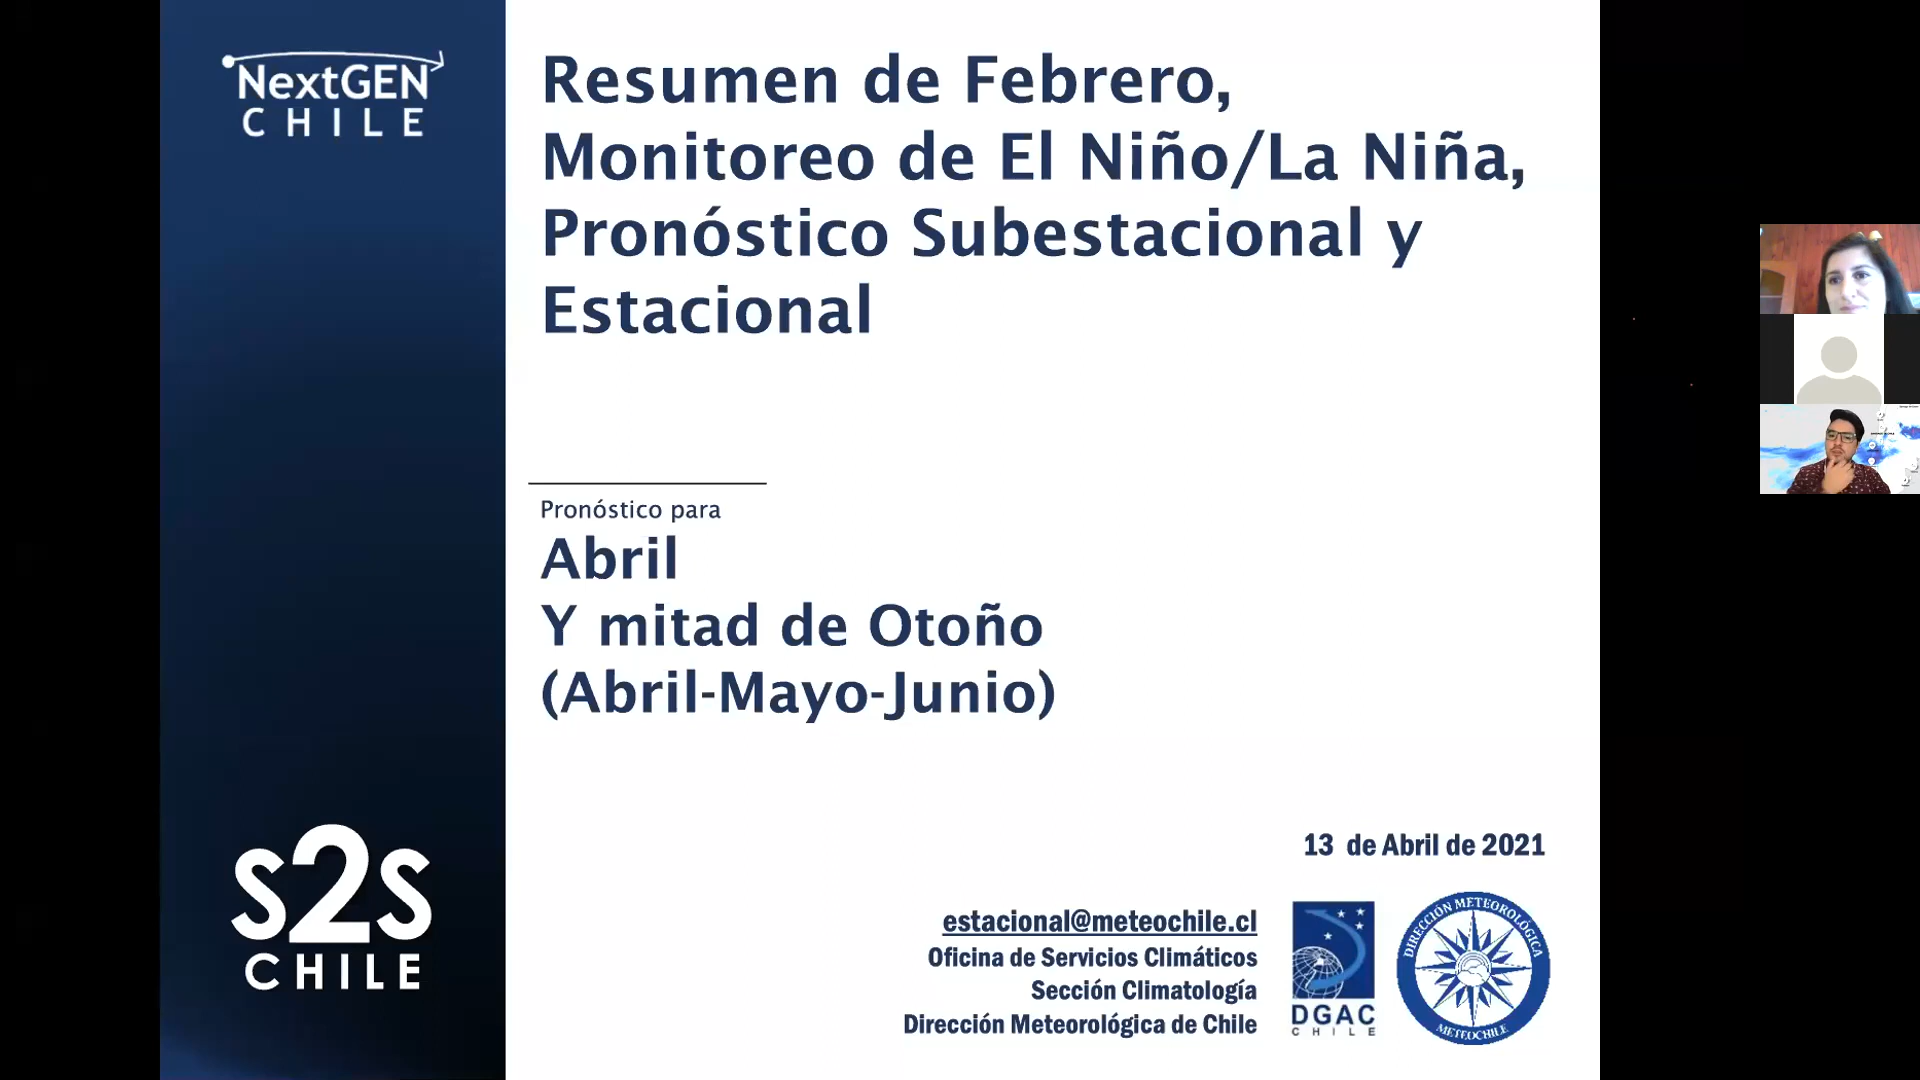 NextGEN
CHILE
Resumen de Febrero,
Monitoreo de El Niño/La Niña,
Pronóstico Subestacional y
Estacional
Pronóstico para
Abril
Y mitad de Otoño
(Abril-Mayo-Junio)
13 de Abril de 2021
estacional@meteochile.cl
Oficina de Servicios Climáticos
Sección Climatología
Dirección Meteorológica de Chile
S2S
CHILE
DGAC
CHILE
DIRECCIÓN METEOROLÓGICA
METEOCHILE